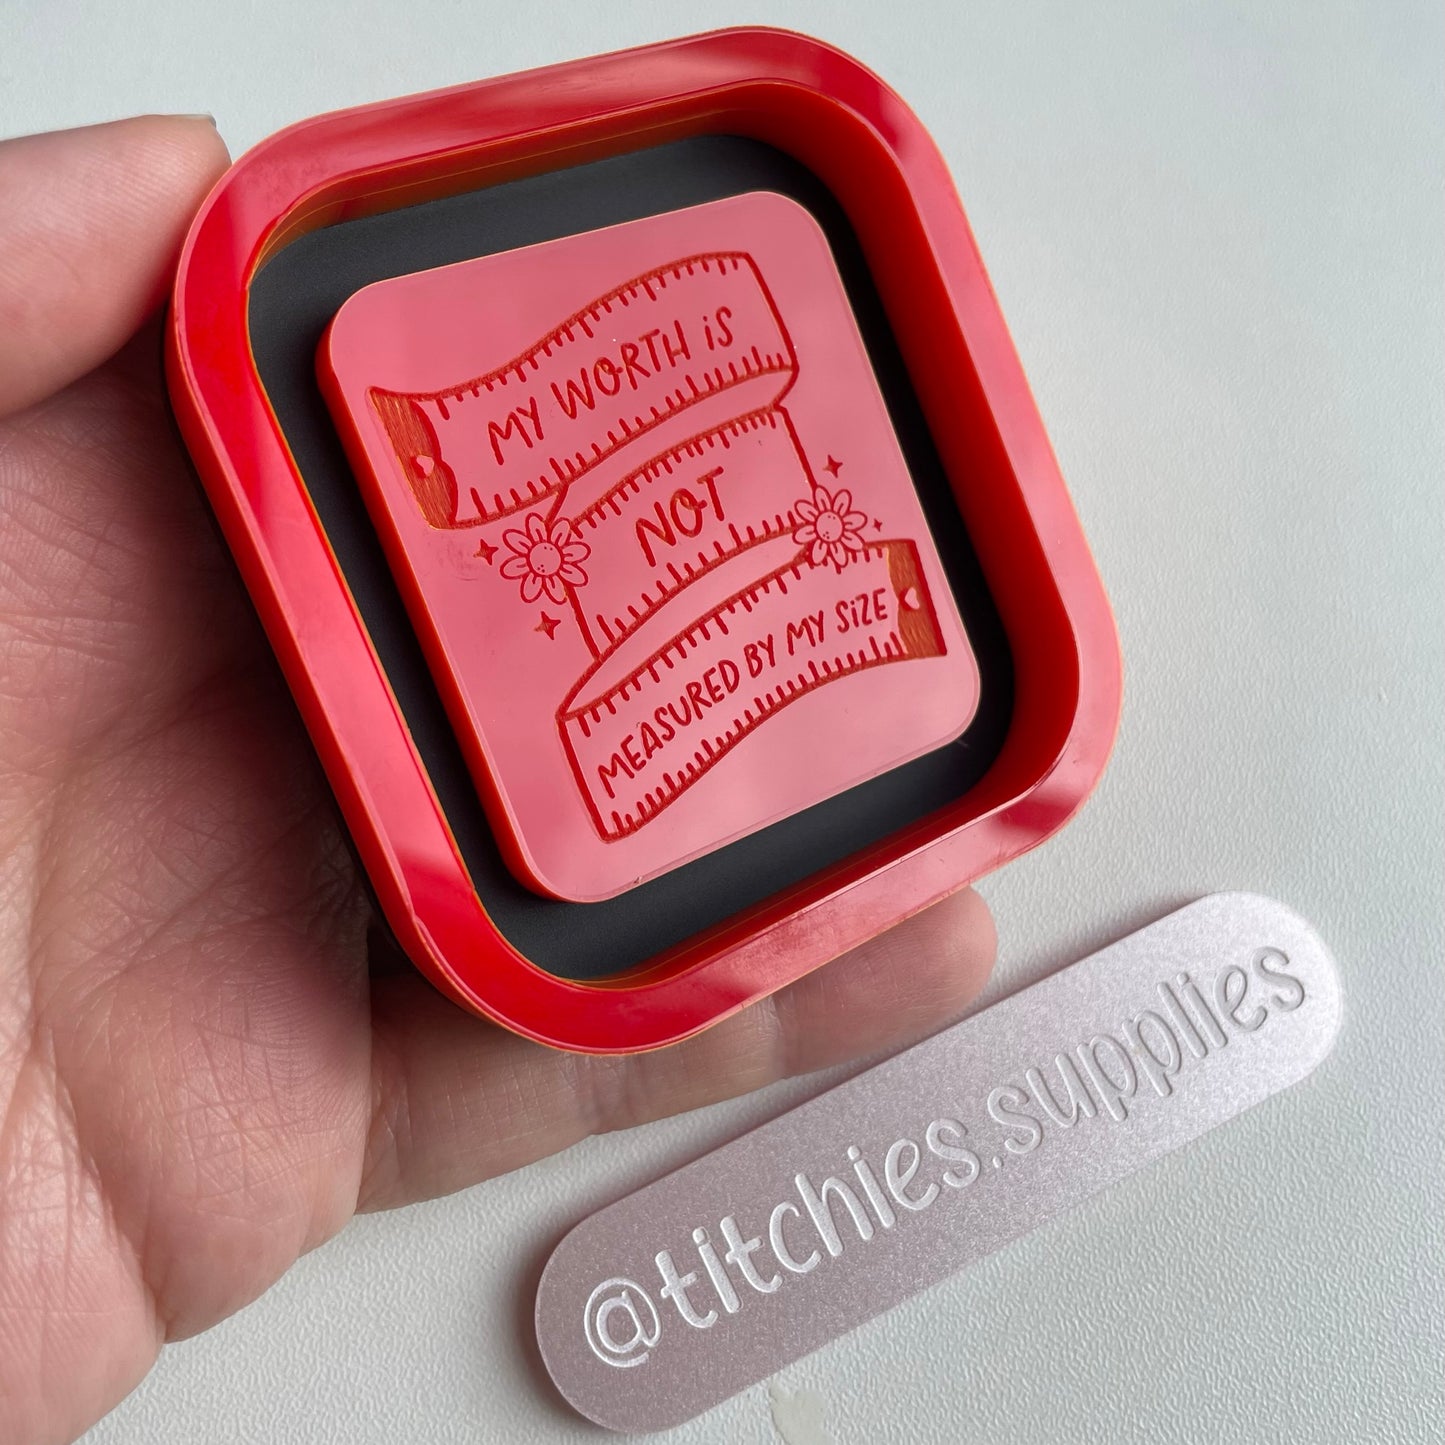 MY WORTH iS
NOT
MEASURED BY MY SiZE
@titchies.supplies